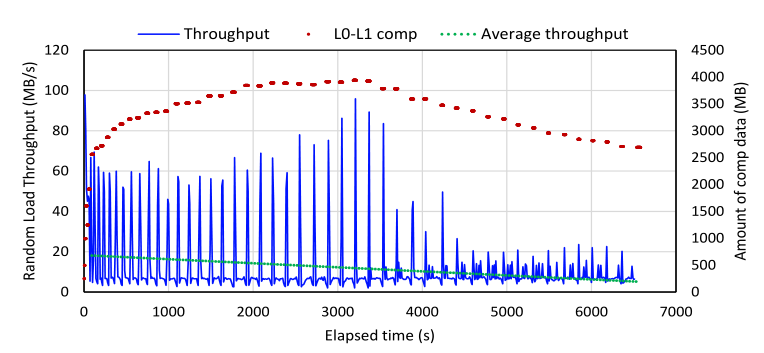 Throughput L0-L1 comp Average throughput
120 4500
100 4000
80 3500
60 3000
40 2500
20 2000
0 1500
1000
500
0
Random Load Throughput (MB/s)
Amount of comp data (MB)
0 1000 2000 3000 4000 5000 6000 7000
Elapsed time (s)